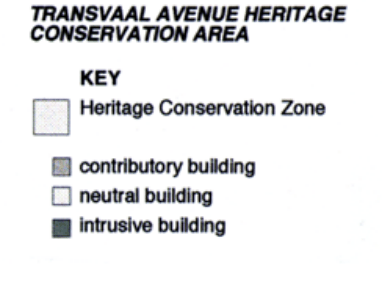 TRANSVAAL AVENUE HERITAGE
CONSERVATION AREA
KEY
Heritage Conservation Zone
contributory building
neutral building
intrusive building